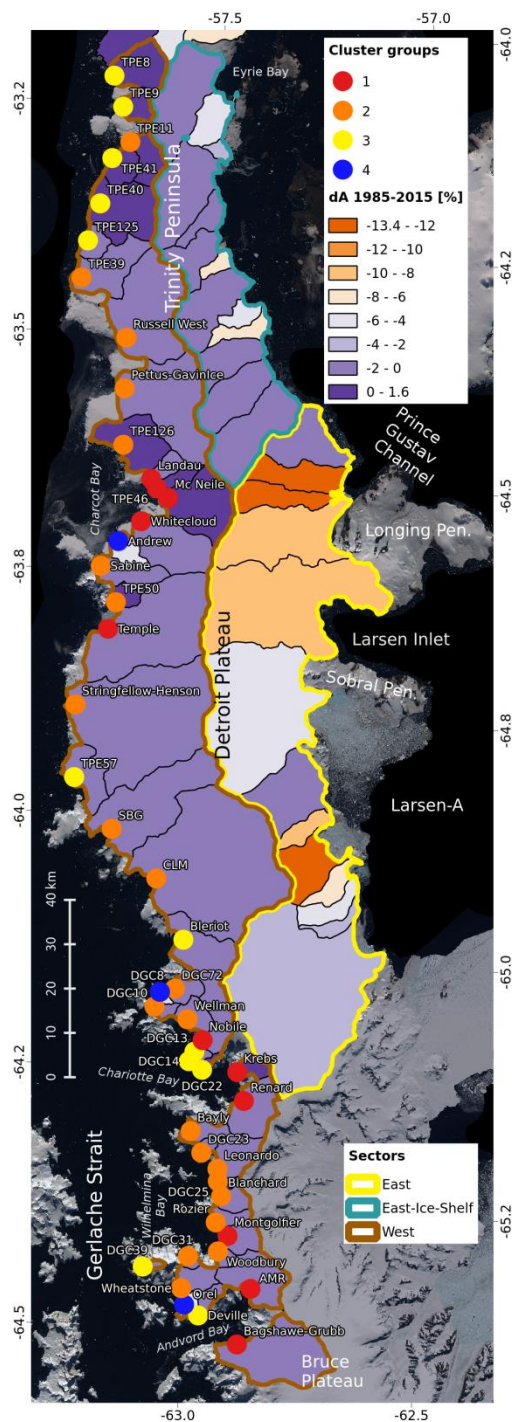 -57.5
-57.0
-64.0
-63.2
-64.2
-63.5
-64.5
-63.8
-64.8
-64.0
-65.0
-64.2
-65.2
-64.5
-63.0
-62.5
Cluster groups
1
2
3
4
dA 1985-2015 [%]
-13.4 - -12
-12 - -10
-10 - -8
-8 - -6
-6 - -4
-4 - -2
-2 - 0
0 - 1.6
Eyrie Bay
TPE8
TPE9
TPE11
TPE41
TPE40
TPE125
TPE39
Trinity Peninsula
Russell West
Pettus-GavinIce
TPE126
Landau
Mc Neile
TPE46
Charcot Bay
Whitecloud
Andrew
Sabine
TPE50
Temple
Prince
Gustav
Channel
Longing Pen.
Larsen Inlet
Sobral Pen.
Detroit Plateau
Stringfellow-Henson
TPE57
Larsen-A
SBG
CLM
40 km
30
20
10
0
Bleriot
DGC8
DGC72
DGC10
Wellman
Nobile
DGC13
DGC14
Krebs
Charlotte Bay
DGC22
Renard
Bayly
DGC23
Leonardo
Blanchard
DGC25
Rozier
Gerlache Strait
Wilhelmina
Bay
Montgolfier
DGC31
DGC39
Woodbury
Wheatstone
Orel
AMR
Deville
Andvord Bay
Bagshawe-Grubb
Bruce
Plateau
Sectors
East
East-Ice-Shelf
West